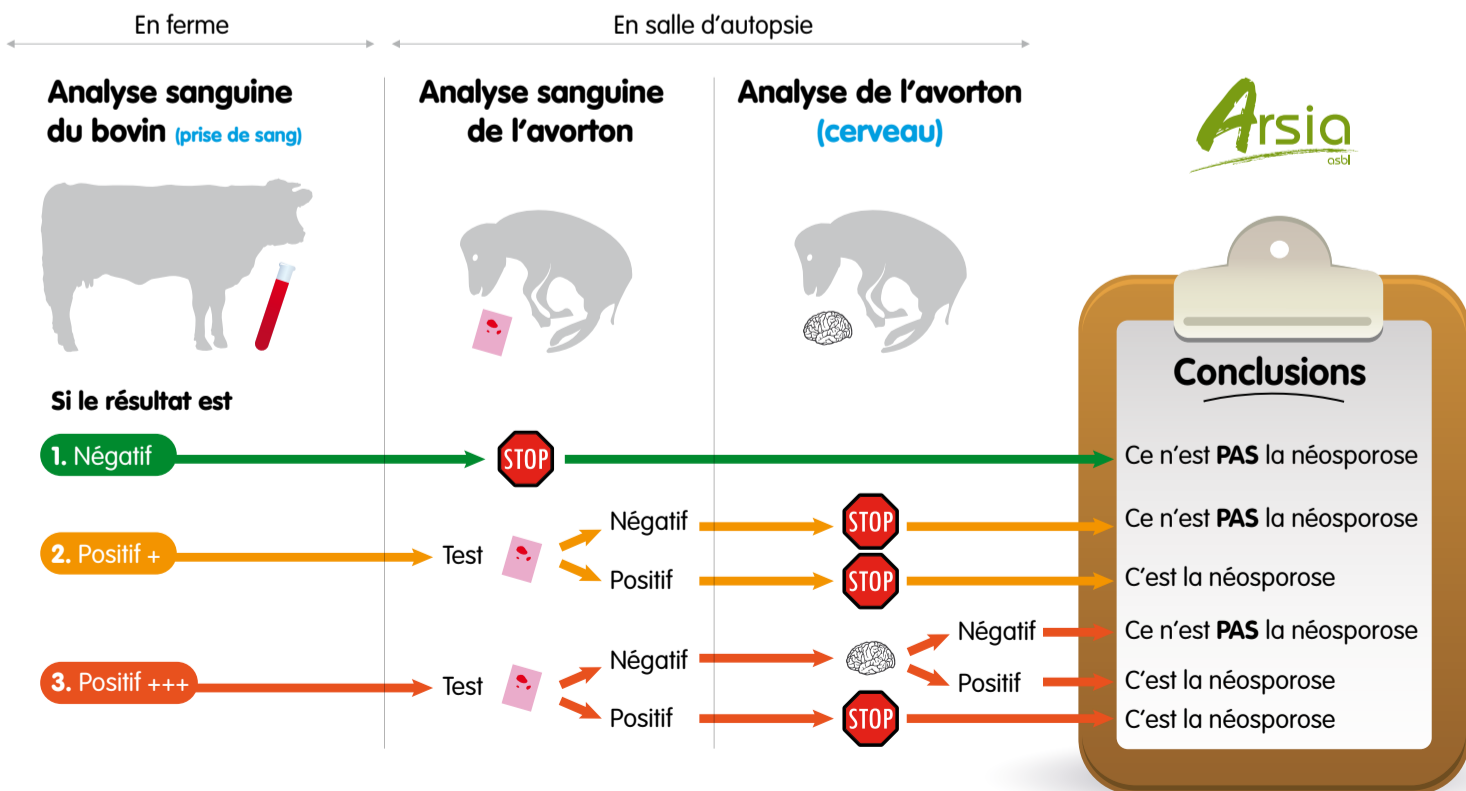 En ferme
En salle d'autopsie
Analyse sanguine
du bovin (prise de sang)
Analyse sanguine
de l'avorton
Analyse de l'avorton
(cerveau)
Arsia
asbl
Conclusions
Si le résultat est
1. Négatif
STOP
Ce n'est PAS la néosporose
2. Positif +
Test
Négatif
STOP
Ce n'est PAS la néosporose
Positif
STOP
C'est la néosporose
3. Positif +++
Test
Négatif
Négatif
Ce n'est PAS la néosporose
Positif
C'est la néosporose
Positif
STOP
C'est la néosporose